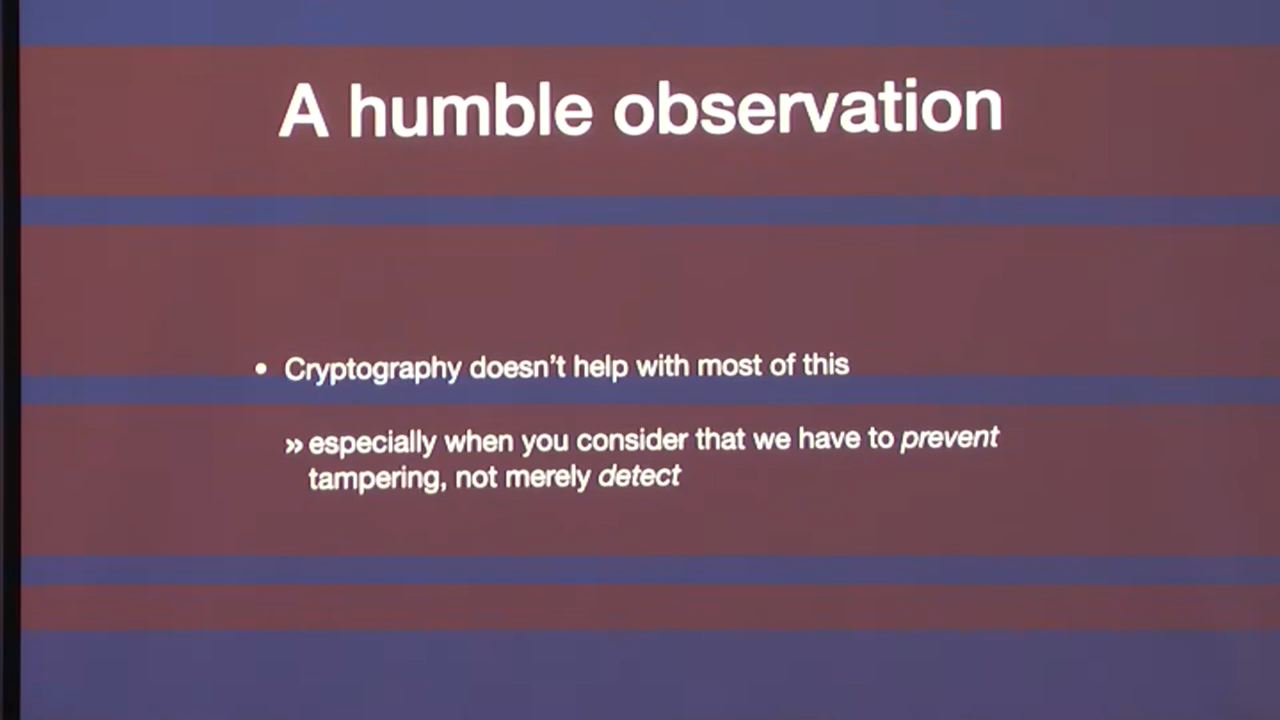 A humble observation
• Cryptography doesn't help with most of this
» especially when you consider that we have to prevent
tampering, not merely detect